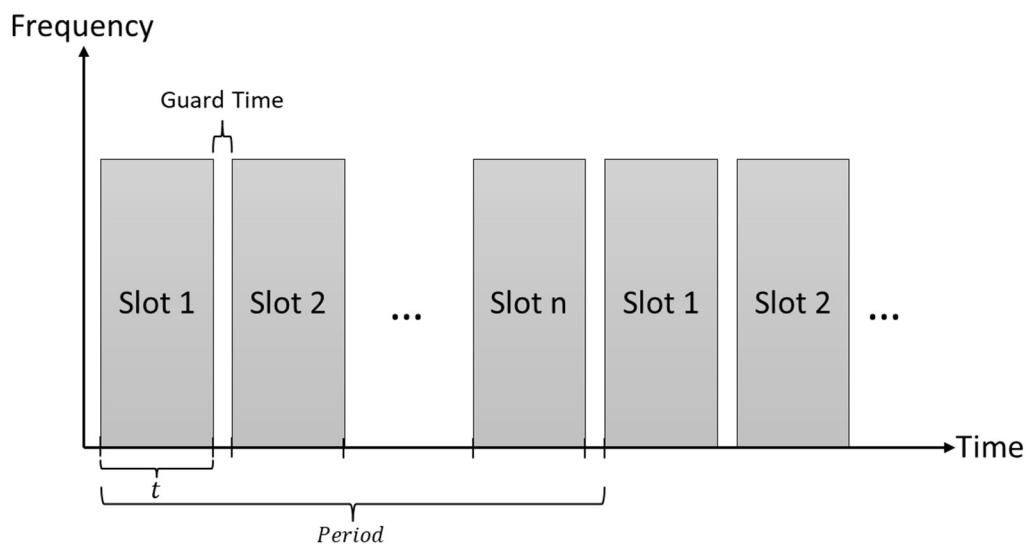 Frequency
Guard Time
Slot 1
Slot 2
...
Slot n
Slot 1
Slot 2
...
Time
t
Period